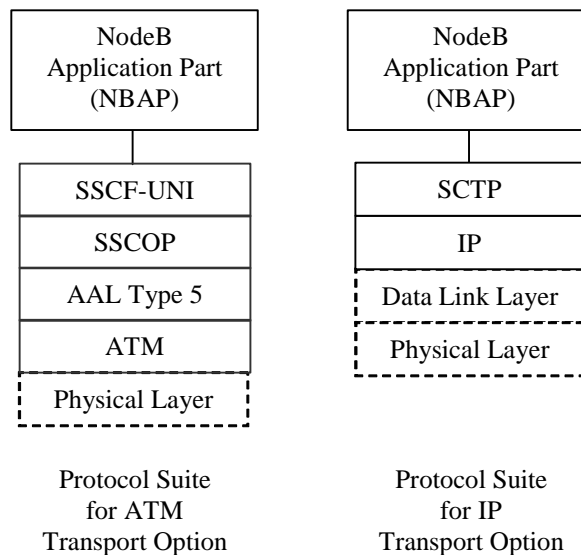 NodeB
Application Part
(NBAP)
SSCF-UNI
SSCOP
AAL Type 5
ATM
Physical Layer
Protocol Suite
for ATM
Transport Option
NodeB
Application Part
(NBAP)
SCTP
IP
Data Link Layer
Physical Layer
Protocol Suite
for IP
Transport Option